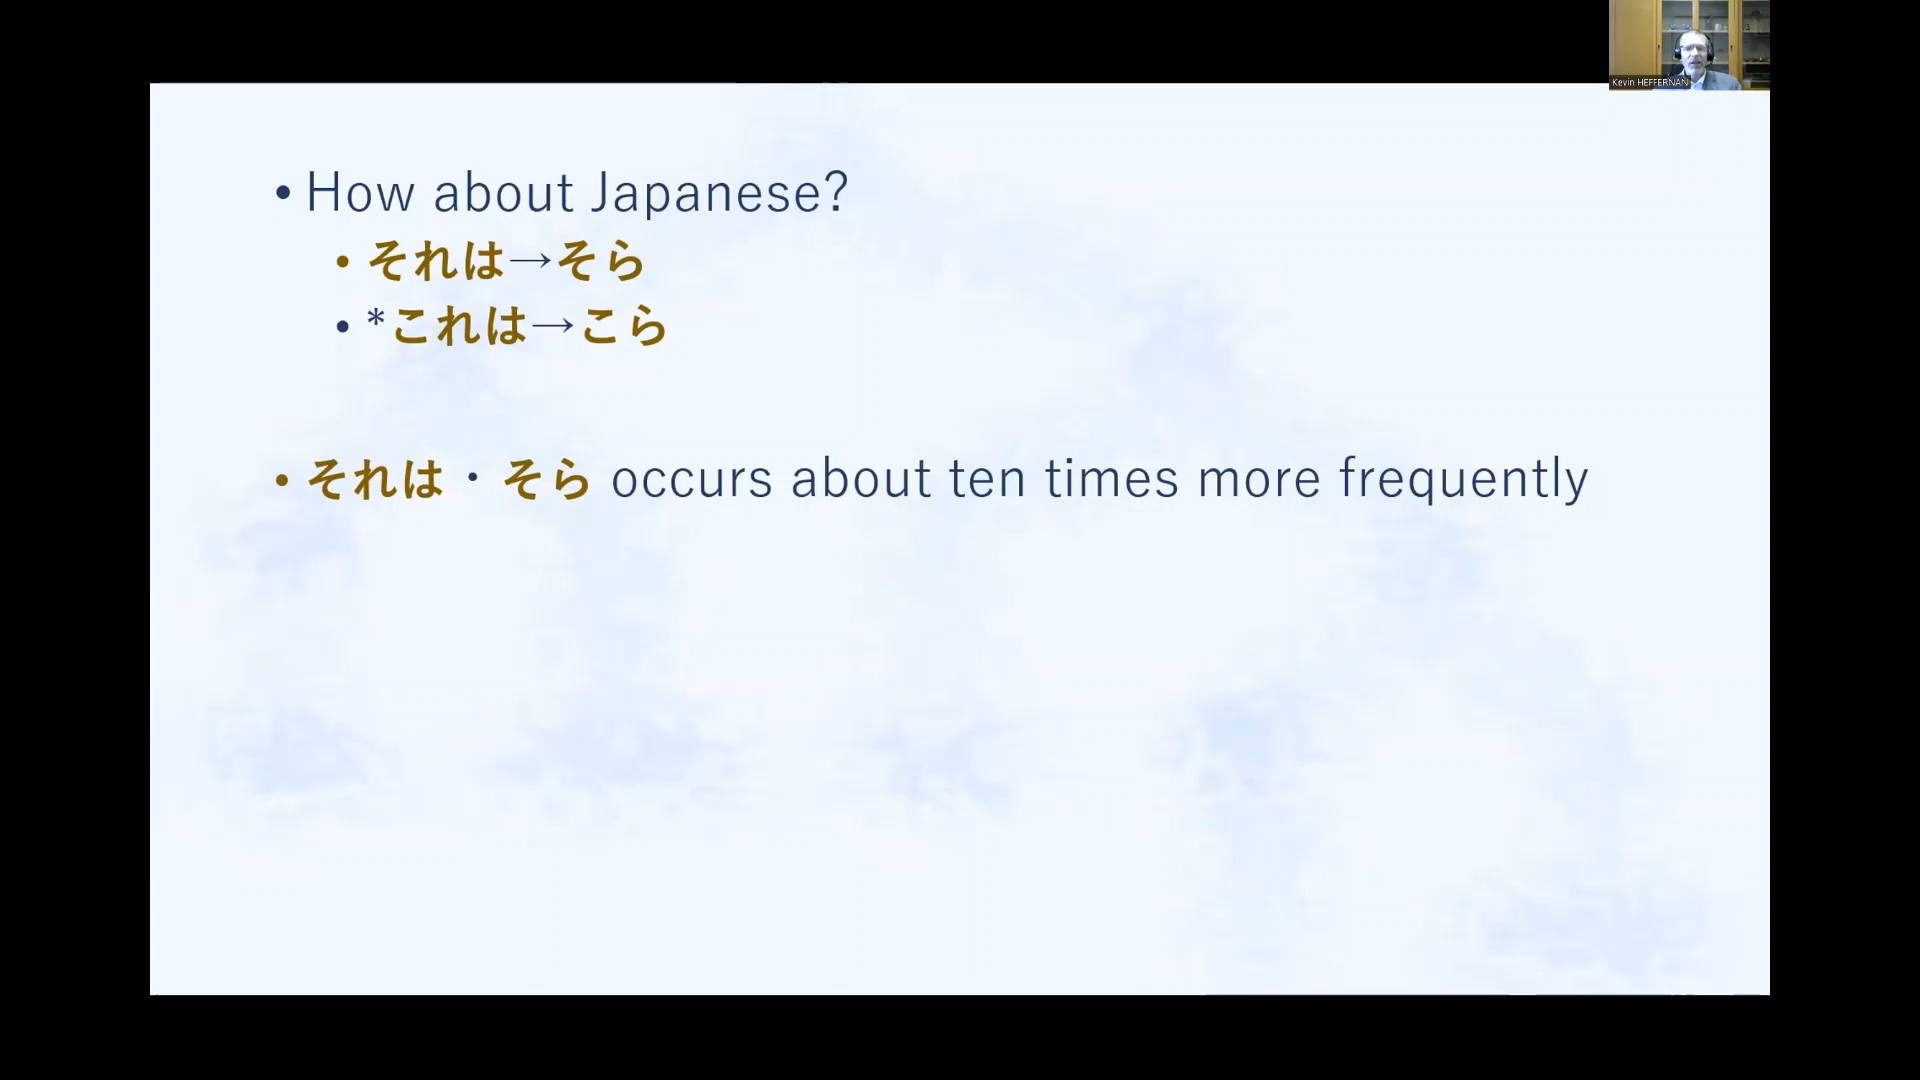 Kevin HEFFERNAN
• How about Japanese?
• それは→そら
• *これは→こら
• それは・そら occurs about ten times more frequently